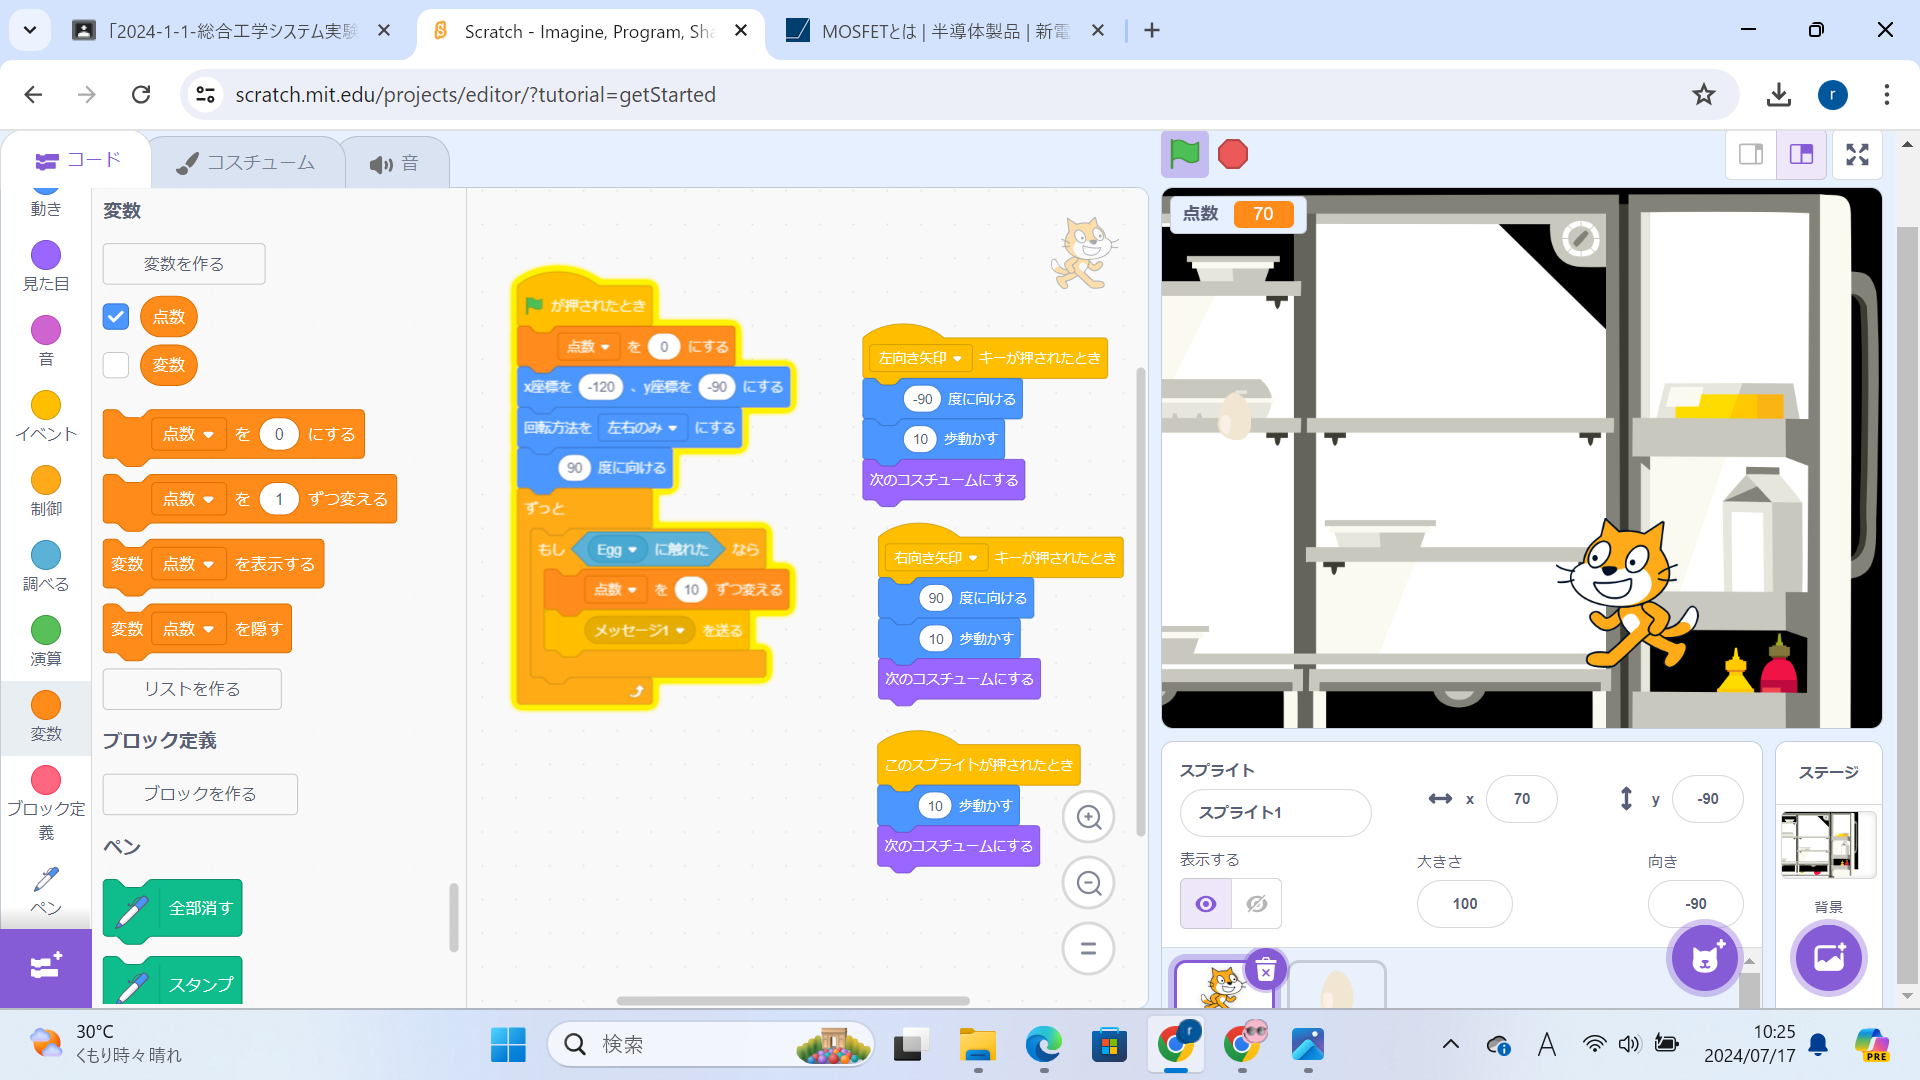 「2024-1-1-総合工学システム実験
Scratch - Imagine, Program, Sha
MOSFETとは | 半導体製品 | 新電
scratch.mit.edu/projects/editor/?tutorial=getStarted
r
コード
コスチューム
音
動き
見た目
音
イベント
制御
調べる
演算
変数
ブロック定
義
ペン
変数
変数を作る
点数
変数
点数 を 0 にする
点数 を 1 ずつ変える
変数 点数 を表示する
変数 点数 を隠す
リストを作る
ブロック定義
ブロックを作る
ペン
全部消す
スタンプ
が押されたとき
点数 を 0 にする
x座標を -120 、y座標を -90 にする
回転方法を 左右のみ にする
90 度に向ける
ずっと
もし Egg に触れた なら
点数 を 10 ずつ変える
メッセージ1 を送る
左向き矢印 キーが押されたとき
-90 度に向ける
10 歩動かす
次のコスチュームにする
右向き矢印 キーが押されたとき
90 度に向ける
10 歩動かす
次のコスチュームにする
このスプライトが押されたとき
10 歩動かす
次のコスチュームにする
点数 70
スプライト
スプライト1
x 70
y -90
表示する
大きさ
100
向き
-90
ステージ
背景
30°C
くもり時々晴れ
検索
r
A
10:25
2024/07/17
PRE